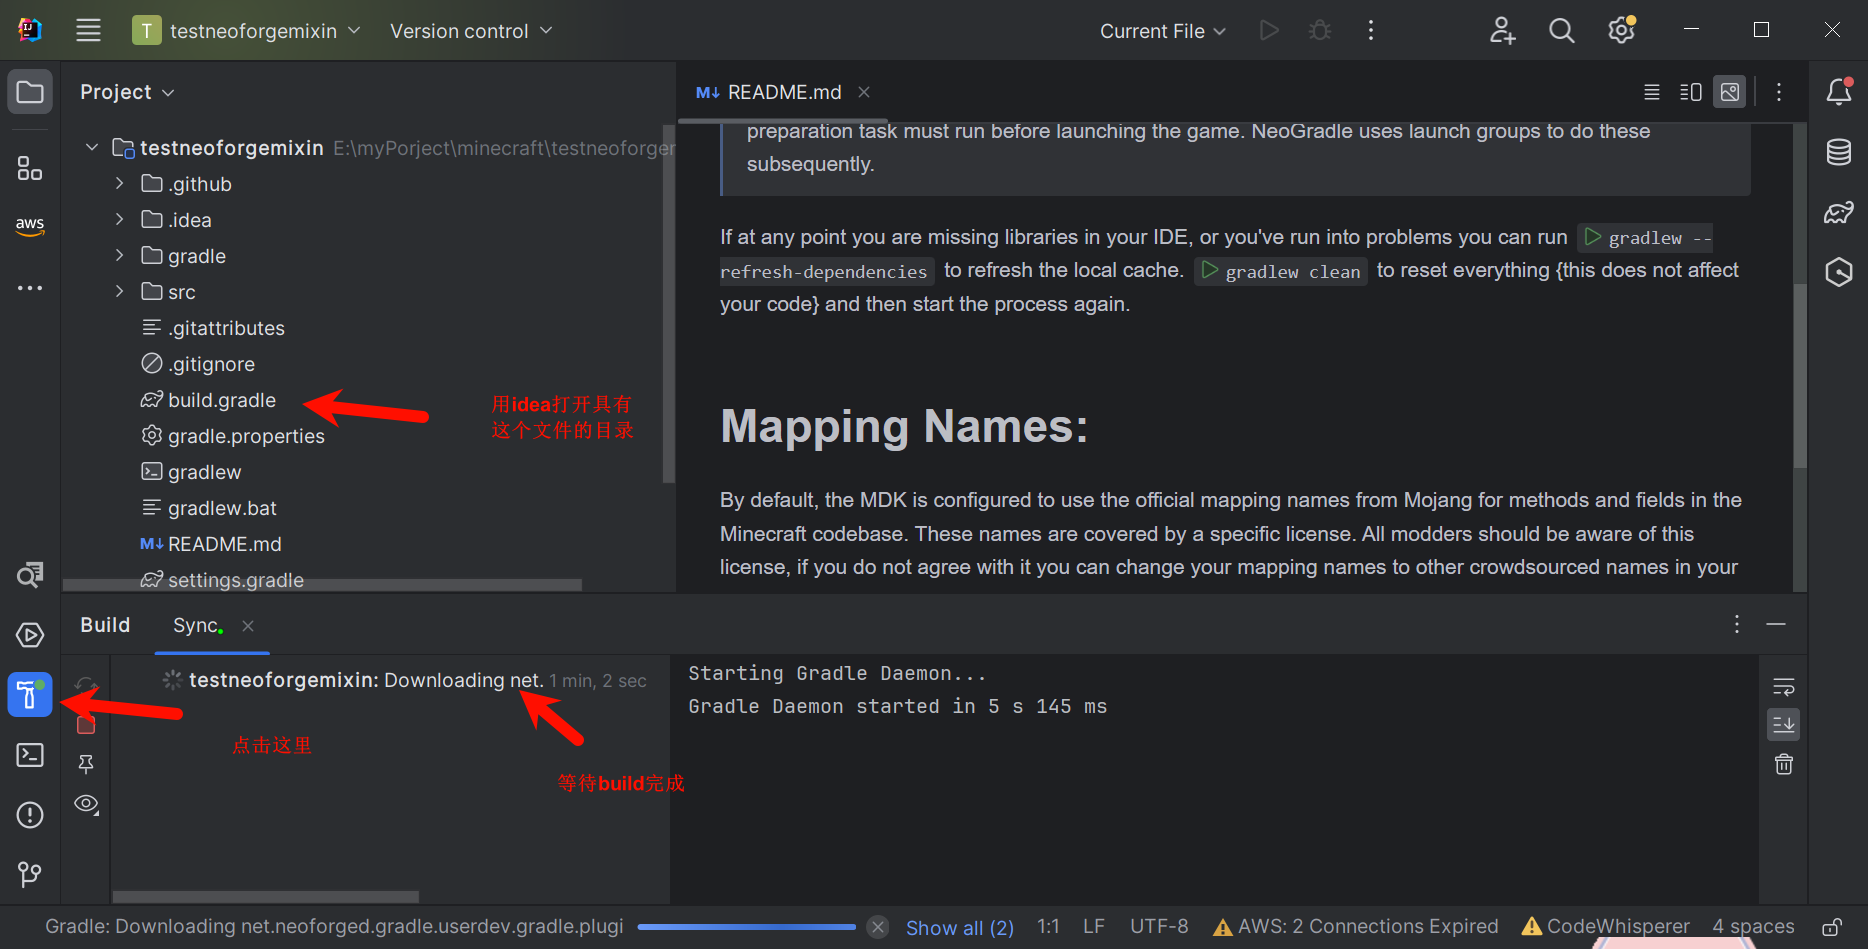 T testneoforgemixin Version control Current File
Project
README.md
testneoforgemixin E:\myPorject\minecraft\testneoforgem
.github
.idea
gradle
src
.gitattributes
.gitignore
build.gradle
gradle.properties
gradlew
gradlew.bat
README.md
settings.gradle
aws
用idea打开具有
这个文件的目录
preparation task must run before launching the game. NeoGradle uses launch groups to do these
subsequently.
If at any point you are missing libraries in your IDE, or you've run into problems you can run gradlew --
refresh-dependencies to refresh the local cache. gradlew clean to reset everything {this does not affect
your code} and then start the process again.
Mapping Names:
By default, the MDK is configured to use the official mapping names from Mojang for methods and fields in the
Minecraft codebase. These names are covered by a specific license. All modders should be aware of this
license, if you do not agree with it you can change your mapping names to other crowdsourced names in your
Build Sync
testneoforgemixin: Downloading net. 1 min, 2 sec
点击这里
等待build完成
Starting Gradle Daemon...
Gradle Daemon started in 5 s 145 ms
Gradle: Downloading net.neoforged.gradle.userdev.gradle.plugi Show all (2) 1:1 LF UTF-8 AWS: 2 Connections Expired CodeWhisperer 4 spaces